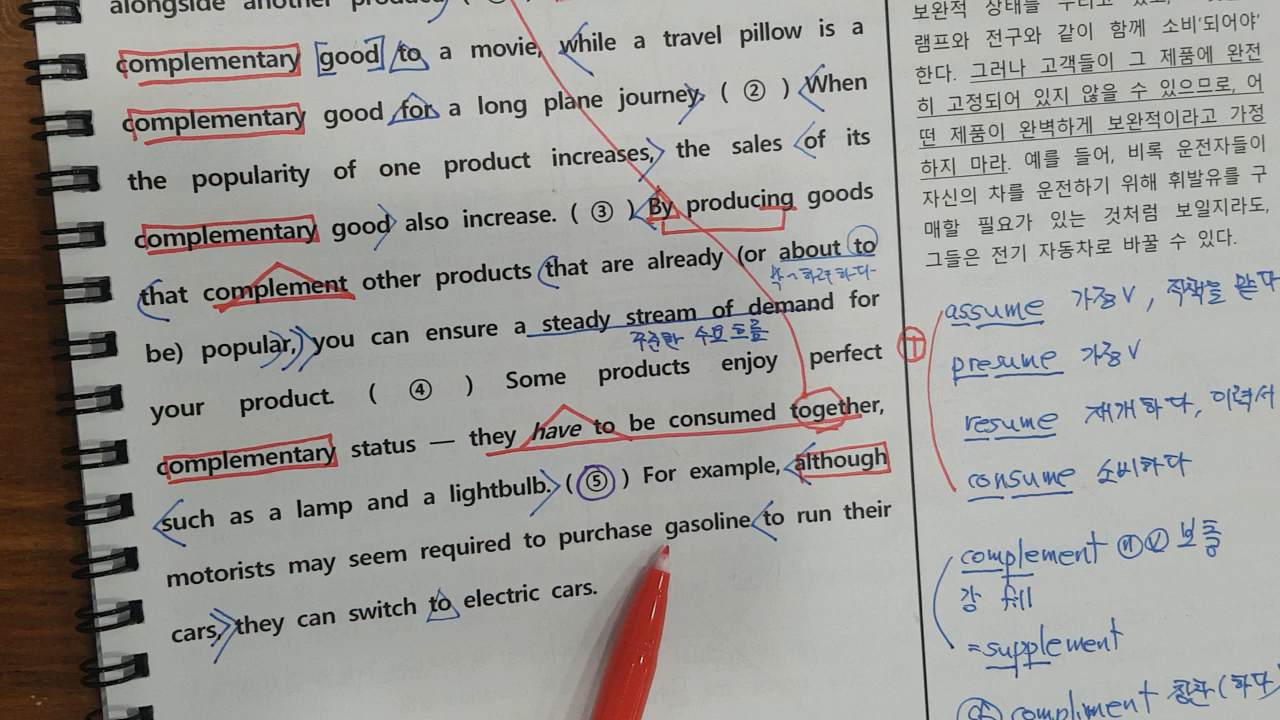 alongside another product
complementary good to a movie, while a travel pillow is a
complementary good for a long plane journey. ( ② ) When
the popularity of one product increases, the sales of its
complementary good also increase. ( ③ ) By producing goods
that complement other products that are already (or about to
be) popular, you can ensure a steady stream of demand for
꾸준한 수요 흐름
your product. ( ④ ) Some products enjoy perfect
complementary status — they have to be consumed together,
such as a lamp and a lightbulb. ( ⑤ ) For example, although
motorists may seem required to purchase gasoline to run their
cars, they can switch to electric cars.
보완적 상태를
램프와 전구와 같이 함께 소비'되어야'
한다. 그러나 고객들이 그 제품에 완전
히 고정되어 있지 않을 수 있으므로, 어
떤 제품이 완벽하게 보완적이라고 가정
하지 마라. 예를 들어, 비록 운전자들이
자신의 차를 운전하기 위해 휘발유를 구
매할 필요가 있는 것처럼 보일지라도,
그들은 전기 자동차로 바꿀 수 있다.
assume 가정V, 직책을 맡다
presume 가정V
resume 재개하다, 이력서
consume 소비하다
complement ⓝⓥ 보충
강 fill
= supplement
compliment 칭찬(하다)